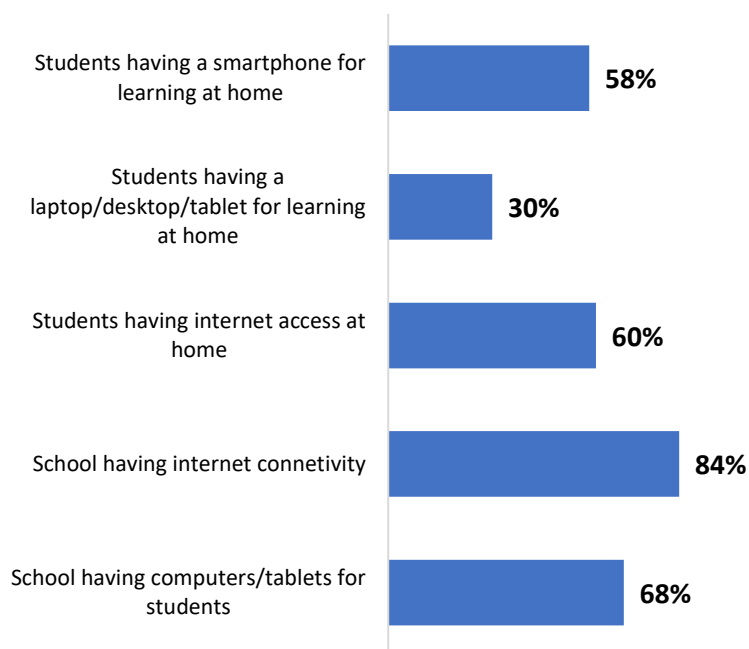 Students having a smartphone for
learning at home
58%
Students having a
laptop/desktop/tablet for learning
at home
30%
Students having internet access at
home
60%
School having internet connetivity
84%
School having computers/tablets for
students
68%